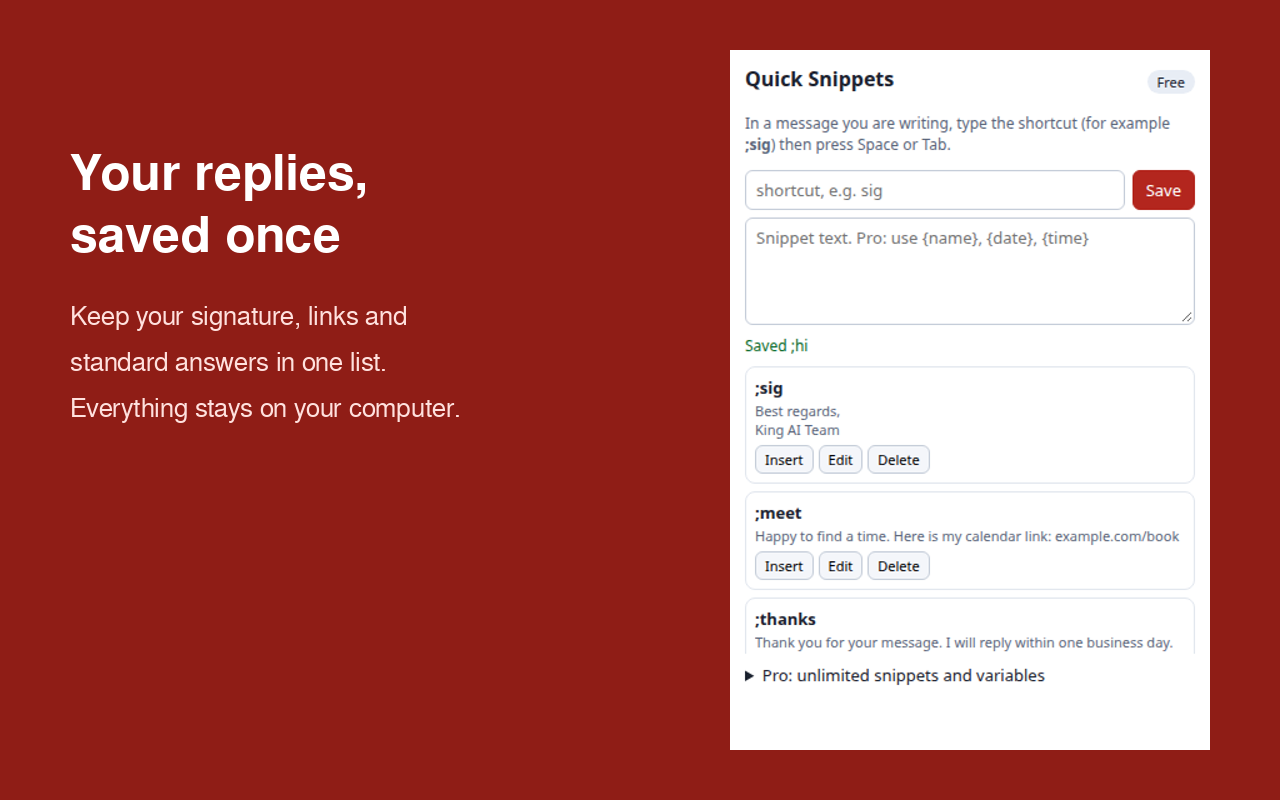 Your replies,
saved once
Keep your signature, links and
standard answers in one list.
Everything stays on your computer.
Quick Snippets
Free
In a message you are writing, type the shortcut (for example
;sig) then press Space or Tab.
shortcut, e.g. sig
Save
Snippet text. Pro: use {name}, {date}, {time}
Saved ;hi
;sig
Best regards,
King AI Team
Insert Edit Delete
;meet
Happy to find a time. Here is my calendar link: example.com/book
Insert Edit Delete
;thanks
Thank you for your message. I will reply within one business day.
▶ Pro: unlimited snippets and variables